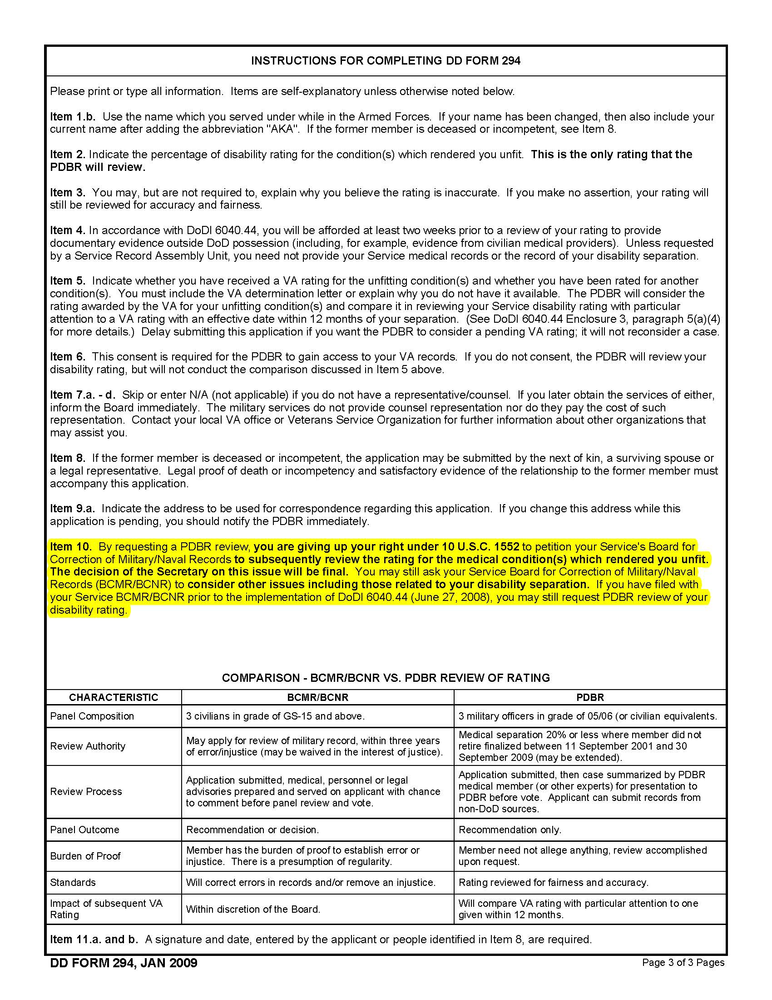 INSTRUCTIONS FOR COMPLETING DD FORM 294
Please print or type all information.  Items are self-explanatory unless otherwise noted below.
Item 1.b.  Use the name which you served under while in the Armed Forces.  If your name has been changed, then also include your
current name after adding the abbreviation "AKA".  If the former member is deceased or incompetent, see Item 8.
Item 2. Indicate the percentage of disability rating for the condition(s) which rendered you unfit.  This is the only rating that the
PDBR will review.
Item 3.  You may, but are not required to, explain why you believe the rating is inaccurate.  If you make no assertion, your rating will
still be reviewed for accuracy and fairness.
Item 4. In accordance with DoDI 6040.44, you will be afforded at least two weeks prior to a review of your rating to provide
documentary evidence outside DoD possession (including, for example, evidence from civilian medical providers).  Unless requested
by a Service Record Assembly Unit, you need not provide your Service medical records or the record of your disability separation.
Item 5.  Indicate whether you have received a VA rating for the unfitting condition(s) and whether you have been rated for another
condition(s).  You must include the VA determination letter or explain why you do not have it available.  The PDBR will consider the
rating awarded by the VA for your unfitting condition(s) and compare it in reviewing your Service disability rating with particular
attention to a VA rating with an effective date within 12 months of your separation.  (See DoDI 6040.44 Enclosure 3, paragraph 5(a)(4)
for more details.)  Delay submitting this application if you want the PDBR to consider a pending VA rating; it will not reconsider a case.
Item 6.  This consent is required for the PDBR to gain access to your VA records.  If you do not consent, the PDBR will review your
disability rating, but will not conduct the comparison discussed in Item 5 above.
Item 7.a. - d.  Skip or enter N/A (not applicable) if you do not have a representative/counsel.  If you later obtain the services of either,
inform the Board immediately.  The military services do not provide counsel representation nor do they pay the cost of such
representation.  Contact your local VA office or Veterans Service Organization for further information about other organizations that
may assist you.
Item 8.  If the former member is deceased or incompetent, the application may be submitted by the next of kin, a surviving spouse or
a legal representative.  Legal proof of death or incompetency and satisfactory evidence of the relationship to the former member must
accompany this application.
Item 9.a.  Indicate the address to be used for correspondence regarding this application.  If you change this address while this
application is pending, you should notify the PDBR immediately.
Item 10.  By requesting a PDBR review, you are giving up your right under 10 U.S.C. 1552 to petition your Service's Board for
Correction of Military/Naval Records to subsequently review the rating for the medical condition(s) which rendered you unfit.
The decision of the Secretary on this issue will be final.  You may still ask your Service Board for Correction of Military/Naval
Records (BCMR/BCNR) to consider other issues including those related to your disability separation.  If you have filed with
your Service BCMR/BCNR prior to the implementation of DoDI 6040.44 (June 27, 2008), you may still request PDBR review of your
disability rating.
COMPARISON - BCMR/BCNR VS. PDBR REVIEW OF RATING
CHARACTERISTIC BCMR/BCNR PDBR
Panel Composition
3 civilians in grade of GS-15 and above.
3 military officers in grade of 05/06 (or civilian equivalents.
Review Authority
May apply for review of military record, within three years
of error/injustice (may be waived in the interest of justice).
Medical separation 20% or less where member did not
retire finalized between 11 September 2001 and 30
September 2009 (may be extended).
Review Process
Application submitted, medical, personnel or legal
advisories prepared and served on applicant with chance
to comment before panel review and vote.
Application submitted, then case summarized by PDBR
medical member (or other experts) for presentation to
PDBR before vote.  Applicant can submit records from
non-DoD sources.
Panel Outcome
Recommendation or decision.
Recommendation only.
Burden of Proof
Member has the burden of proof to establish error or
injustice.  There is a presumption of regularity.
Member need not allege anything, review accomplished
upon request.
Standards
Will correct errors in records and/or remove an injustice.
Rating reviewed for fairness and accuracy.
Impact of subsequent VA
Rating
Within discretion of the Board.
Will compare VA rating with particular attention to one
given within 12 months.
Item 11.a. and b.  A signature and date, entered by the applicant or people identified in Item 8, are required.
DD FORM 294, JAN 2009
Page 3 of 3 Pages